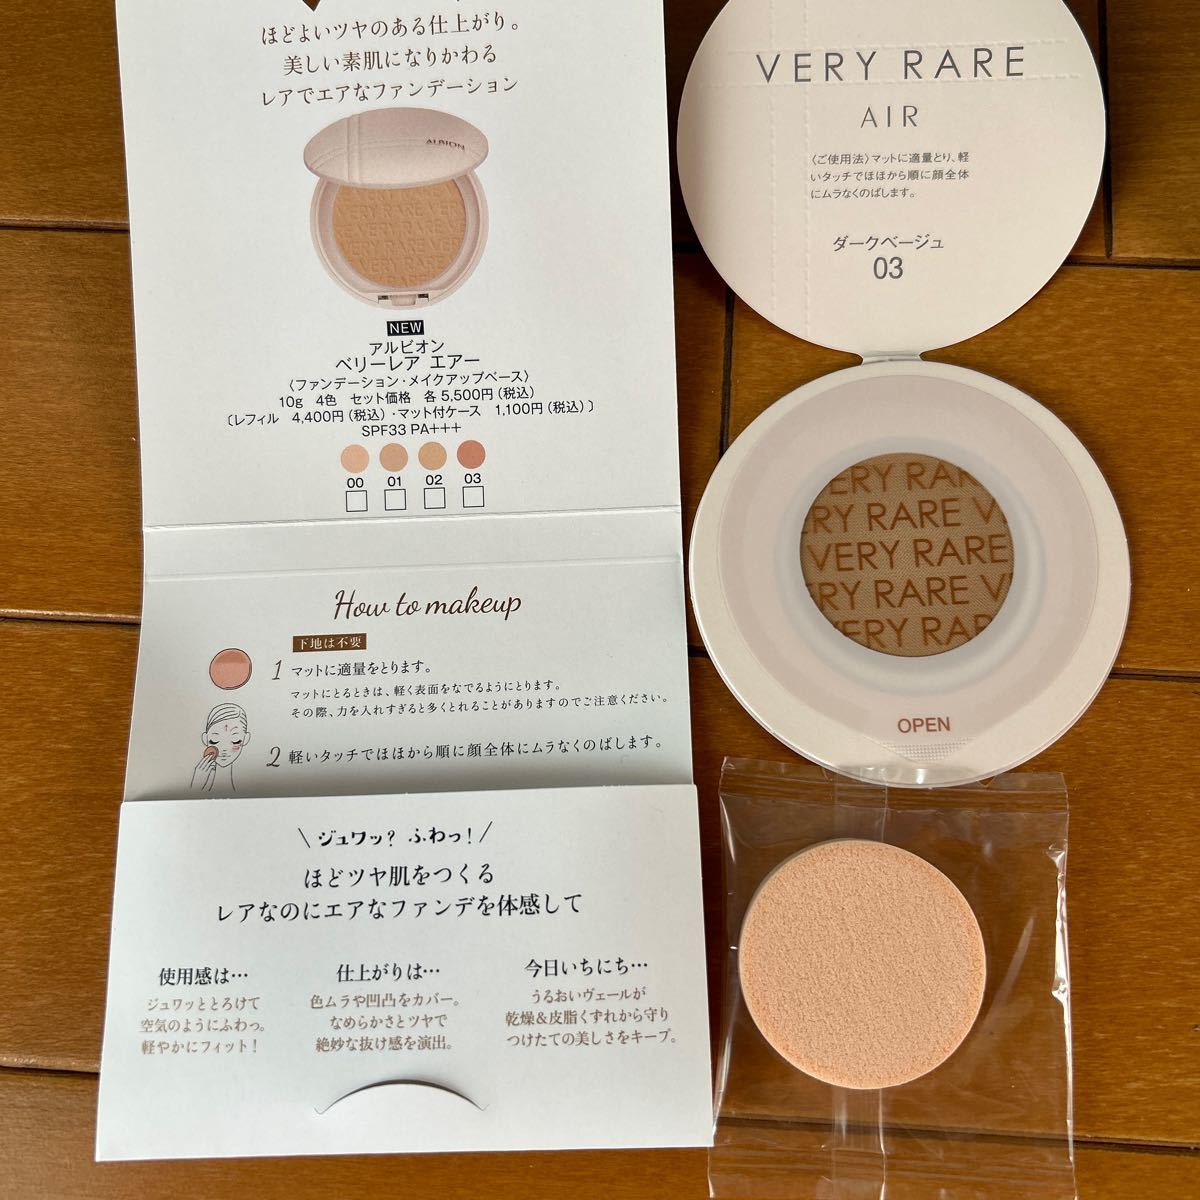 ほどよいツヤのある仕上がり。
美しい素肌になりかわる
レアでエアなファンデーション
ALBION
VERY RARE
VERY RARE
VERY RARE VE
NEW
アルビオン
ベリーレア エアー
〈ファンデーション・メイクアップベース〉
10g 4色 セット価格 各5,500円(税込)
〔レフィル 4,400円(税込)・マット付ケース 1,100円(税込)〕
SPF33 PA+++
00 01 02 03
How to makeup
下地は不要
1 マットに適量をとります。
マットにとるときは、軽く表面をなでるようにとります。
その際、力を入れすぎると多くとれることがありますのでご注意ください。
2 軽いタッチでほほから順に顔全体にムラなくのばします。
\ ジュワッ? ふわっ! /
ほどツヤ肌をつくる
レアなのにエアなファンデを体感して
使用感は…
ジュワッととろけて
空気のようにふわっ。
軽やかにフィット!
仕上がりは…
色ムラや凹凸をカバー。
なめらかさとツヤで
絶妙な抜け感を演出。
今日いちにち…
うるおいヴェールが
乾燥&皮脂くずれから守り
つけたての美しさをキープ。
VERY RARE
AIR
〈ご使用法〉マットに適量とり、軽
いタッチでほほから順に顔全体
にムラなくのばします。
ダークベージュ
03
ERY RAR
ERY RARE VE
VERY RARE
RY RARE V
VERY RAR
OPEN